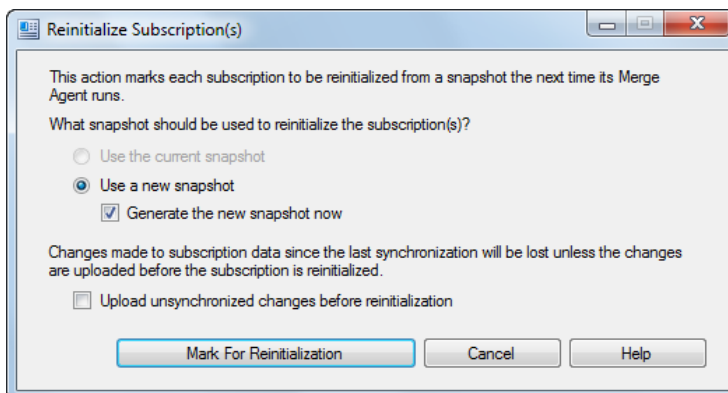 Reinitialize Subscription(s)
This action marks each subscription to be reinitialized from a snapshot the next time its Merge
Agent runs.
What snapshot should be used to reinitialize the subscription(s)?
Use the current snapshot
Use a new snapshot
Generate the new snapshot now
Changes made to subscription data since the last synchronization will be lost unless the changes
are uploaded before the subscription is reinitialized.
Upload unsynchronized changes before reinitialization
Mark For Reinitialization Cancel Help